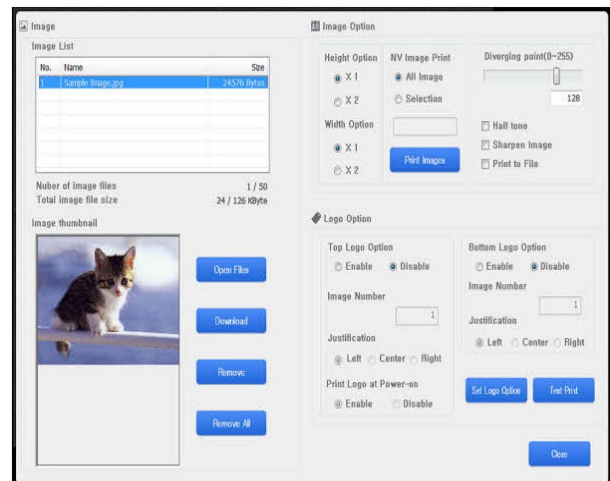 Image
Image List
No. Name Size
1 Sample Image.jpg 24576 Bytes
Nuber of image files 1 / 50
Total image file size 24 / 126 KByte
Image thumbnail
Open Files
Download
Remove
Remove All
Image Option
Height Option
X 1
X 2
Width Option
X 1
X 2
NV Image Print
All Image
Selection
Print Images
Diverging point(0~255)
128
Half tone
Sharpen Image
Print to File
Logo Option
Top Logo Option
Enable Disable
Image Number
1
Justification
Left Center Right
Print Logo at Power-on
Enable Disable
Bottom Logo Option
Enable Disable
Image Number
1
Justification
Left Center Right
Set Logo Option Test Print
Close